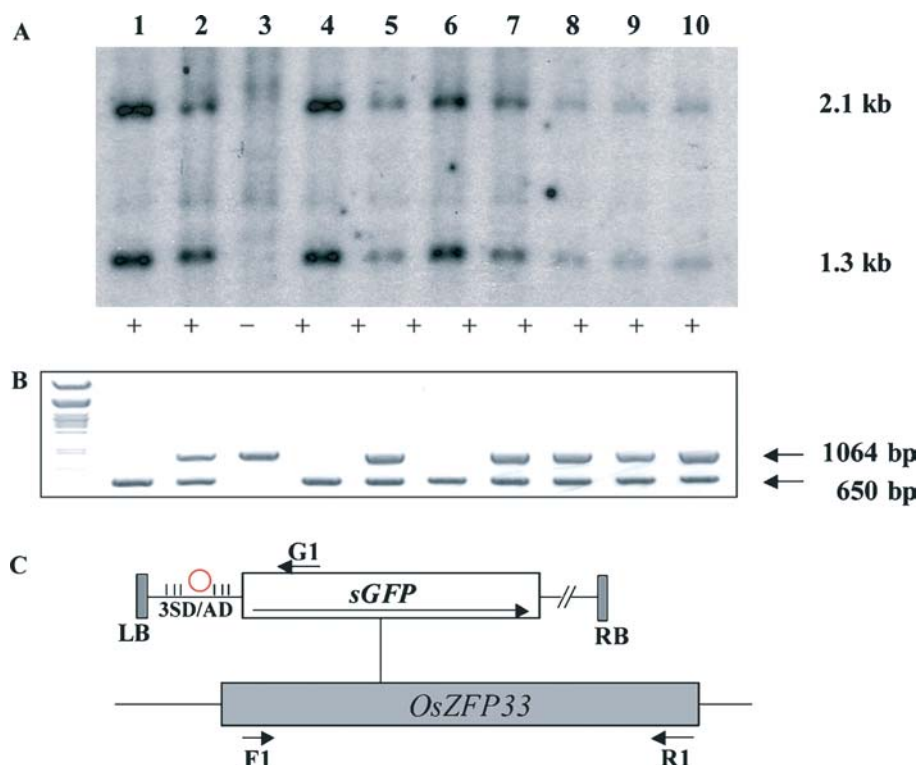 A
1 2 3 4 5 6 7 8 9 10
2.1 kb
1.3 kb
+ + − + + + + + + + +
B
1064 bp
650 bp
C
G1
sGFP
3SD/AD
LB
RB
OsZFP33
F1
R1